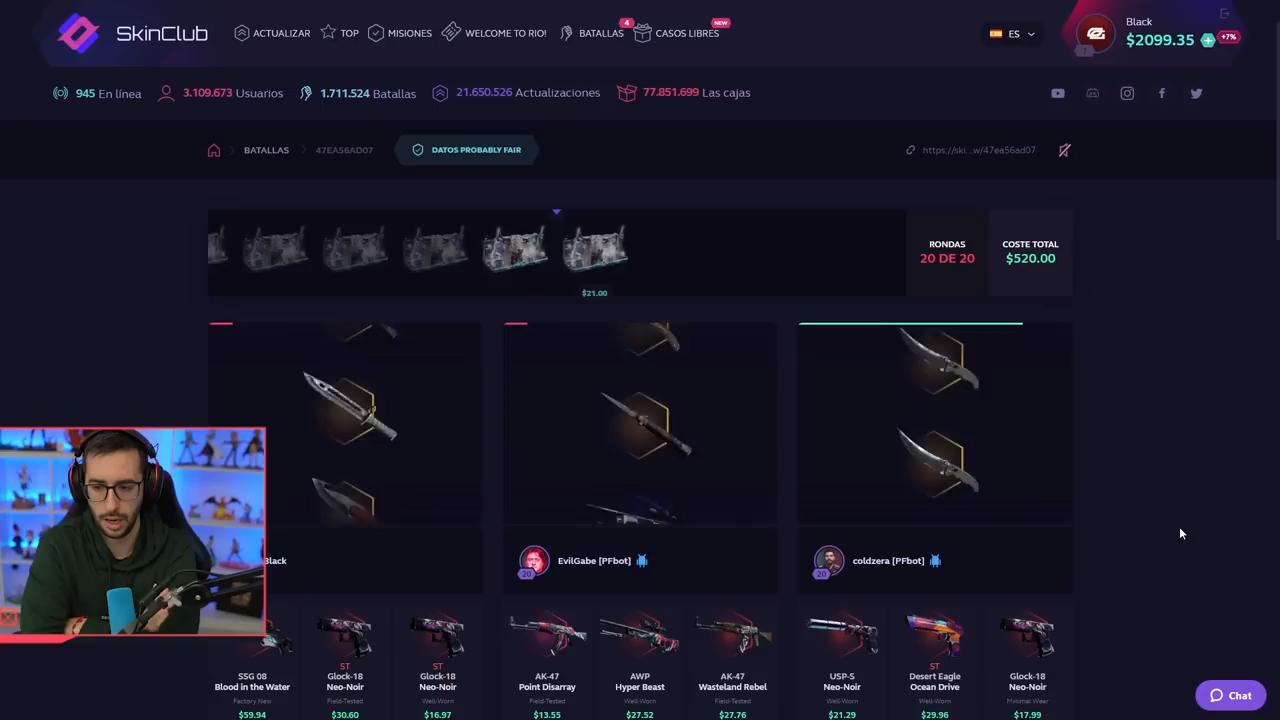 SKINCLUB
ACTUALIZAR
TOP
MISIONES
WELCOME TO RIO!
BATALLAS
4
CASOS LIBRES
NEW
ES
Black
$2099.35
+7%
945 En línea
3.109.673 Usuarios
1.711.524 Batallas
21.650.526 Actualizaciones
77.851.699 Las cajas
BATALLAS
47EA56AD07
DATOS PROBABLY FAIR
https://ski...w/47ea56ad07
$21.00
RONDAS
20 DE 20
COSTE TOTAL
$520.00
Black
20
EvilGabe [PFbot]
20
coldzera [PFbot]
SSG 08
Blood in the Water
Factory New
$59.94
ST
Glock-18
Neo-Noir
Field-Tested
$30.60
ST
Glock-18
Neo-Noir
Well-Worn
$16.97
AK-47
Point Disarray
Field-Tested
$13.55
AWP
Hyper Beast
Well-Worn
$27.52
AK-47
Wasteland Rebel
Field-Tested
$27.76
USP-S
Neo-Noir
Well-Worn
$21.29
ST
Desert Eagle
Ocean Drive
Well-Worn
$29.96
Glock-18
Neo-Noir
Minimal Wear
$17.99
Chat